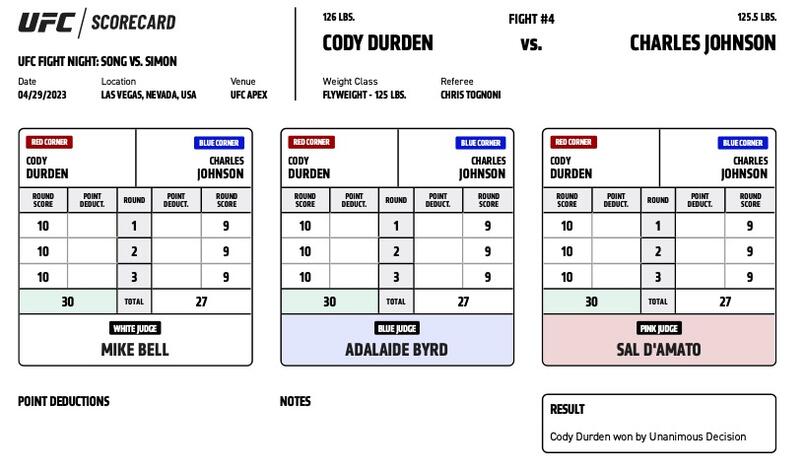 UFC / SCORECARD
UFC FIGHT NIGHT: SONG VS. SIMON
Date Location Venue
04/29/2023 LAS VEGAS, NEVADA, USA UFC APEX
126 LBS. FIGHT #4 125.5 LBS.
CODY DURDEN vs. CHARLES JOHNSON
Weight Class Referee
FLYWEIGHT - 125 LBS. CHRIS TOGNONI
RED CORNER BLUE CORNER
CODY CHARLES
DURDEN JOHNSON
ROUND POINT ROUND POINT ROUND
SCORE DEDUCT. DEDUCT. SCORE
10 1 9
10 2 9
10 3 9
30 TOTAL 27
WHITE JUDGE
MIKE BELL
RED CORNER BLUE CORNER
CODY CHARLES
DURDEN JOHNSON
ROUND POINT ROUND POINT ROUND
SCORE DEDUCT. DEDUCT. SCORE
10 1 9
10 2 9
10 3 9
30 TOTAL 27
BLUE JUDGE
ADALAIDE BYRD
RED CORNER BLUE CORNER
CODY CHARLES
DURDEN JOHNSON
ROUND POINT ROUND POINT ROUND
SCORE DEDUCT. DEDUCT. SCORE
10 1 9
10 2 9
10 3 9
30 TOTAL 27
PINK JUDGE
SAL D'AMATO
POINT DEDUCTIONS
NOTES
RESULT
Cody Durden won by Unanimous Decision